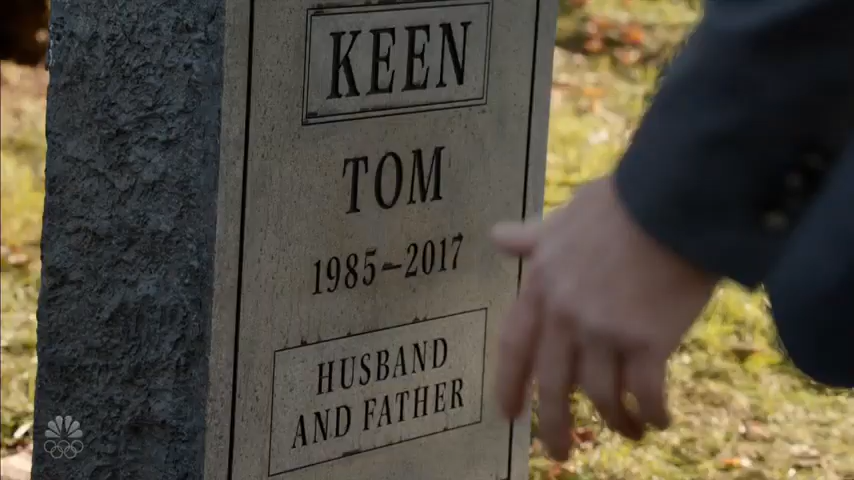 KEEN
TOM
1985–2017
HUSBAND
AND FATHER